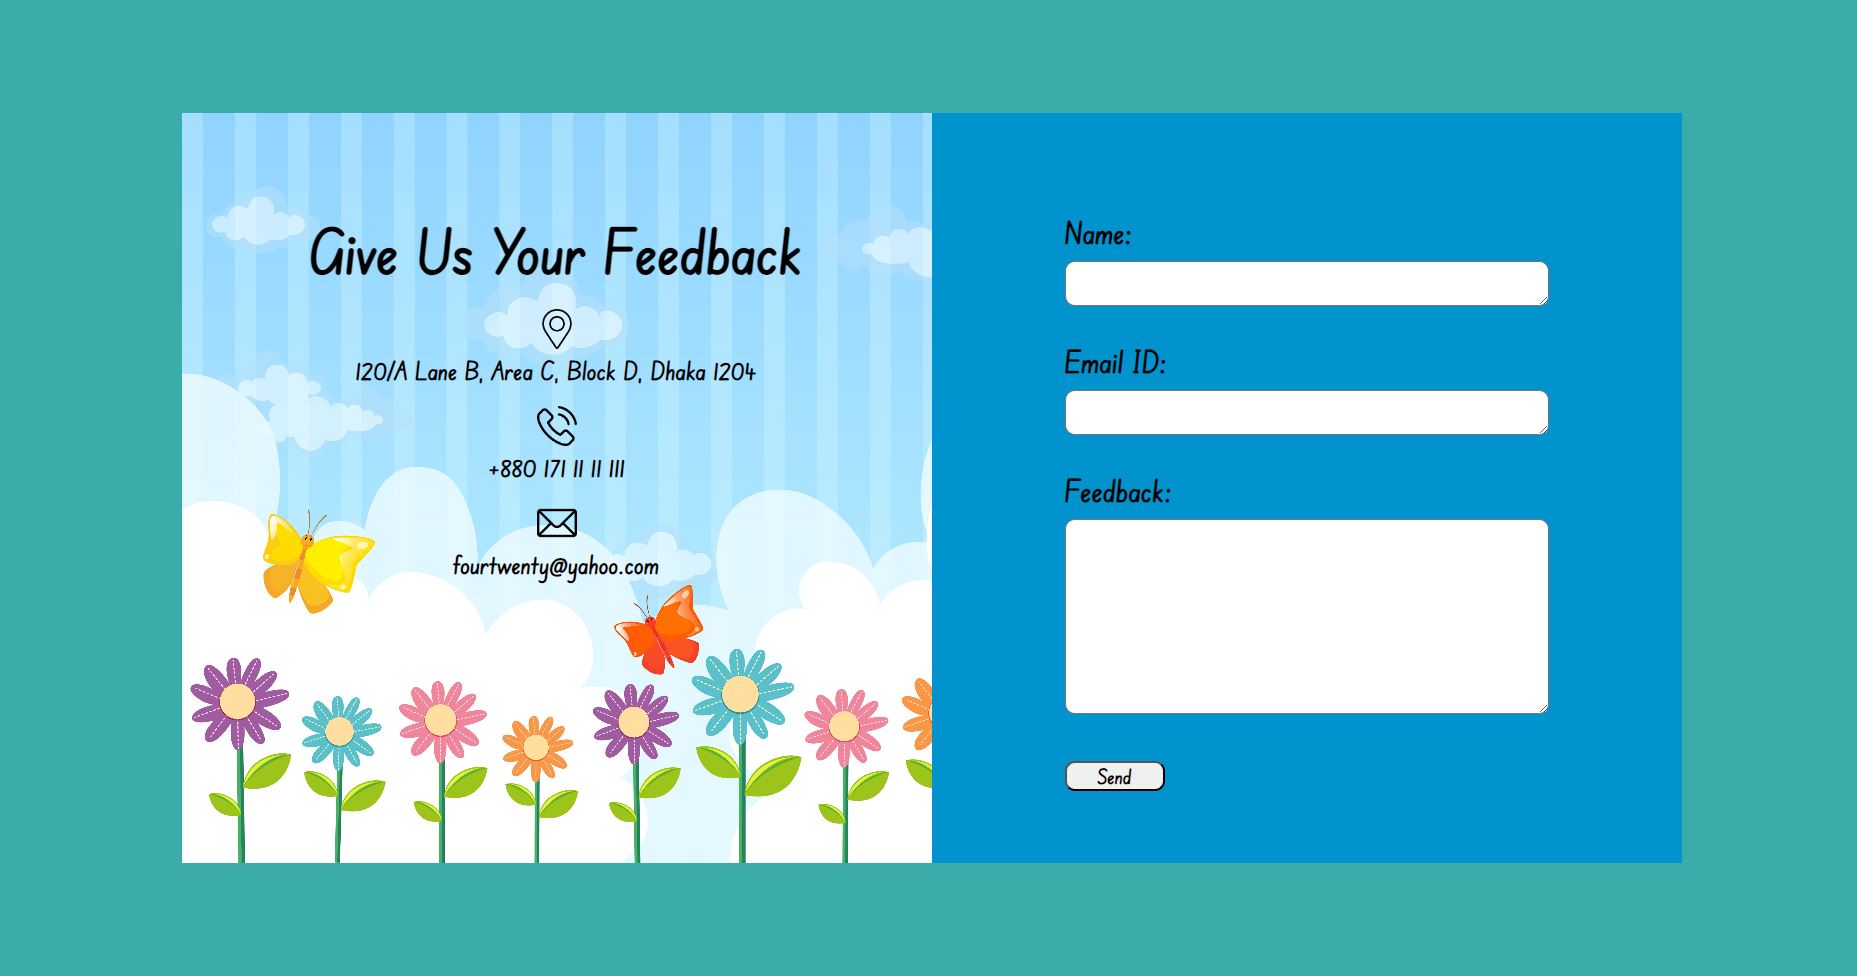 Give Us Your Feedback
120/A Lane B, Area C, Block D, Dhaka 1204
+880 171 11 11 111
fourtwenty@yahoo.com
Name:
Email ID:
Feedback:
Send